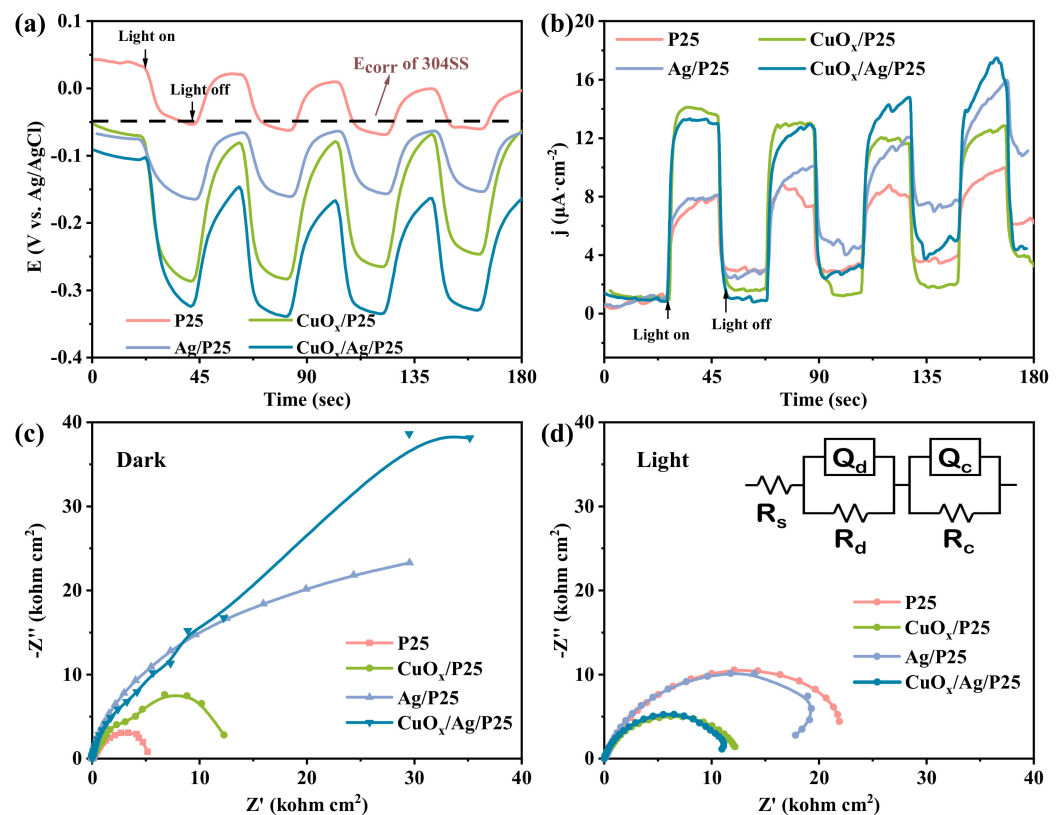 (a)
0.1
0.0
-0.1
-0.2
-0.3
-0.4
E (V vs. Ag/AgCl)
Light on
Light off
Ecorr of 304SS
P25
CuOx/P25
Ag/P25
CuOx/Ag/P25
0
45
90
135
180
Time (sec)
(b)
20
16
12
8
4
0
j (μA·cm-2)
P25
CuOx/P25
Ag/P25
CuOx/Ag/P25
Light on
Light off
0
45
90
135
180
Time (sec)
(c)
40
30
20
10
0
-Z'' (kohm cm2)
Dark
P25
CuOx/P25
Ag/P25
CuOx/Ag/P25
0
10
20
30
40
Z' (kohm cm2)
(d)
40
30
20
10
0
-Z'' (kohm cm2)
Light
Qd
Qc
Rs
Rd
Rc
P25
CuOx/P25
Ag/P25
CuOx/Ag/P25
0
10
20
30
40
Z' (kohm cm2)